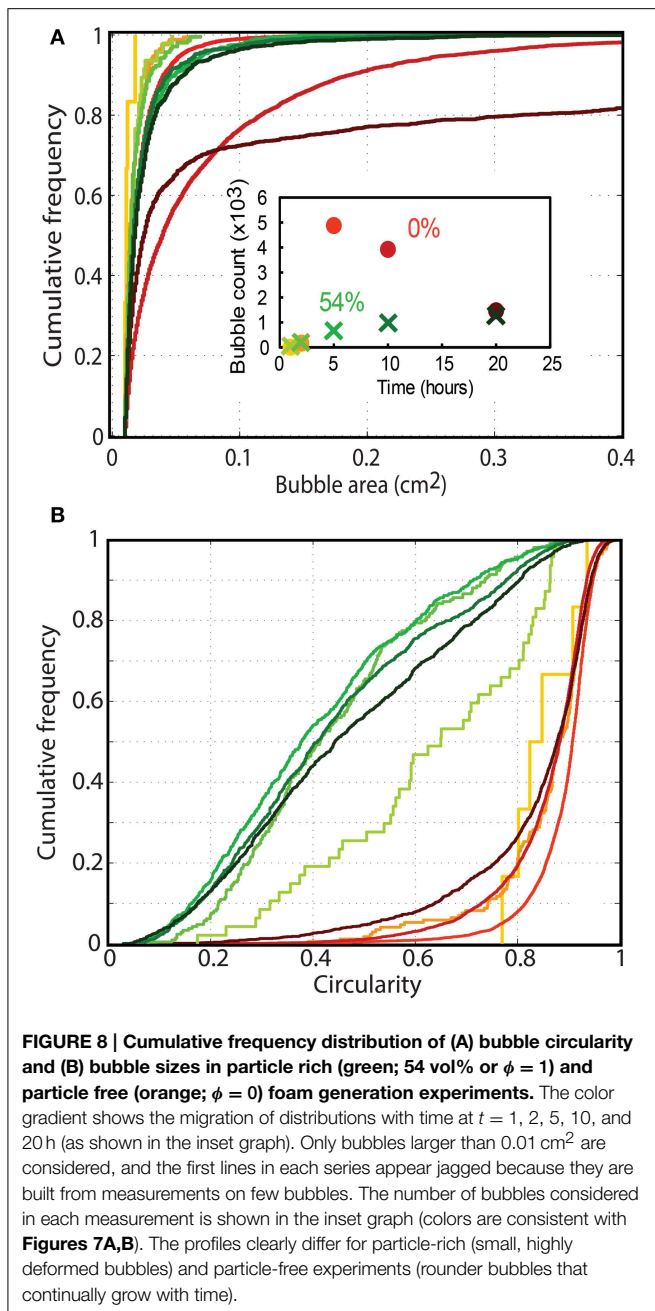 A
Cumulative frequency
1
0.8
0.6
0.4
0.2
0
0
0.1
0.2
0.3
0.4
Bubble area (cm2)
Bubble count (x103)
6
5
4
3
2
1
0
0
5
10
15
20
25
Time (hours)
0%
54%
B
Cumulative frequency
1
0.8
0.6
0.4
0.2
0
0.2
0.4
0.6
0.8
1
Circularity
FIGURE 8 | Cumulative frequency distribution of (A) bubble circularity
and (B) bubble sizes in particle rich (green; 54 vol% or ϕ = 1) and
particle free (orange; ϕ = 0) foam generation experiments. The color
gradient shows the migration of distributions with time at t = 1, 2, 5, 10, and
20 h (as shown in the inset graph). Only bubbles larger than 0.01 cm2 are
considered, and the first lines in each series appear jagged because they are
built from measurements on few bubbles. The number of bubbles considered
in each measurement is shown in the inset graph (colors are consistent with
Figures 7A,B). The profiles clearly differ for particle-rich (small, highly
deformed bubbles) and particle-free experiments (rounder bubbles that
continually grow with time).